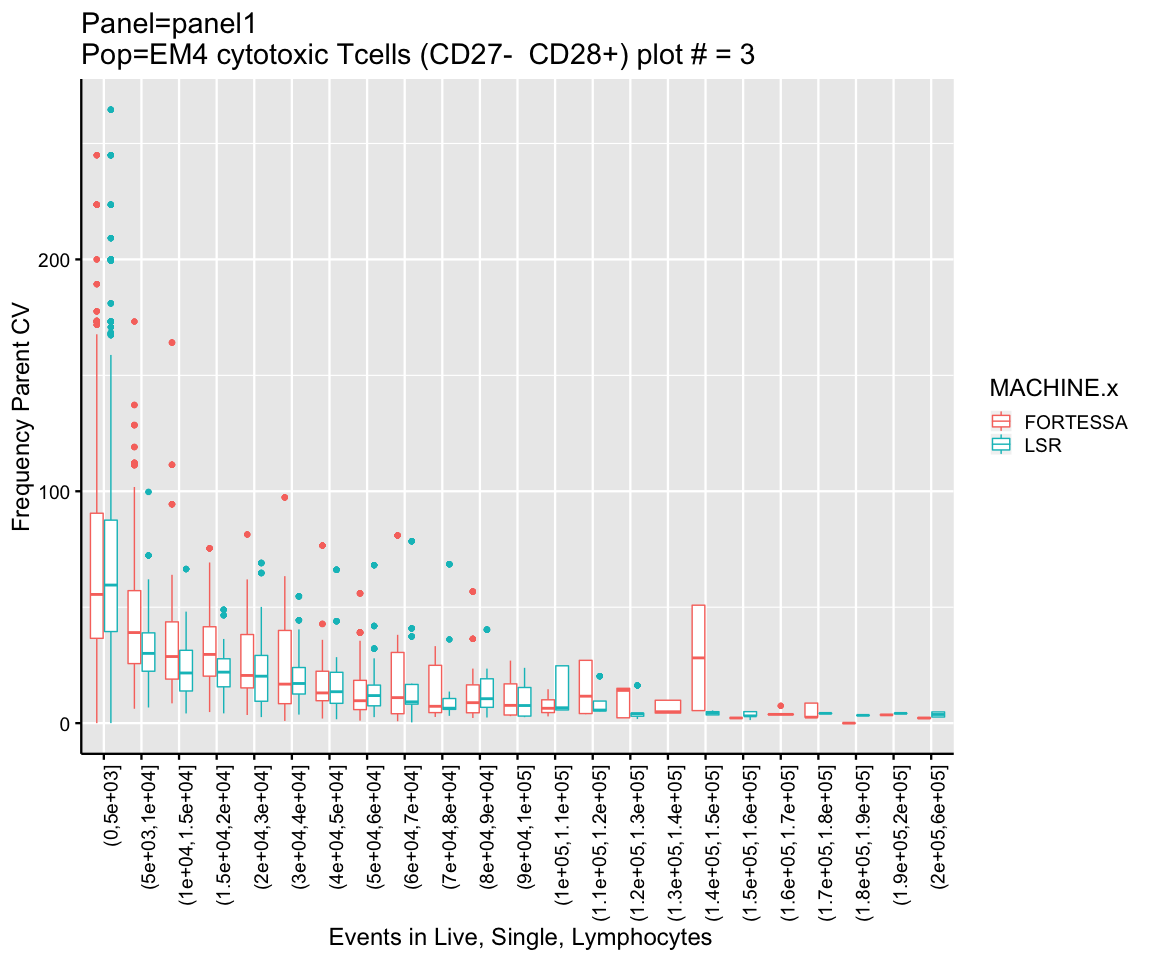 Panel=panel1
Pop=EM4 cytotoxic Tcells (CD27-  CD28+) plot # = 3
Frequency Parent CV
200
100
0
(0,5e+03]
(5e+03,1e+04]
(1e+04,1.5e+04]
(1.5e+04,2e+04]
(2e+04,3e+04]
(3e+04,4e+04]
(4e+04,5e+04]
(5e+04,6e+04]
(6e+04,7e+04]
(7e+04,8e+04]
(8e+04,9e+04]
(9e+04,1e+05]
(1e+05,1.1e+05]
(1.1e+05,1.2e+05]
(1.2e+05,1.3e+05]
(1.3e+05,1.4e+05]
(1.4e+05,1.5e+05]
(1.5e+05,1.6e+05]
(1.6e+05,1.7e+05]
(1.7e+05,1.8e+05]
(1.8e+05,1.9e+05]
(1.9e+05,2e+05]
(2e+05,6e+05]
Events in Live, Single, Lymphocytes
MACHINE.x
FORTESSA
LSR